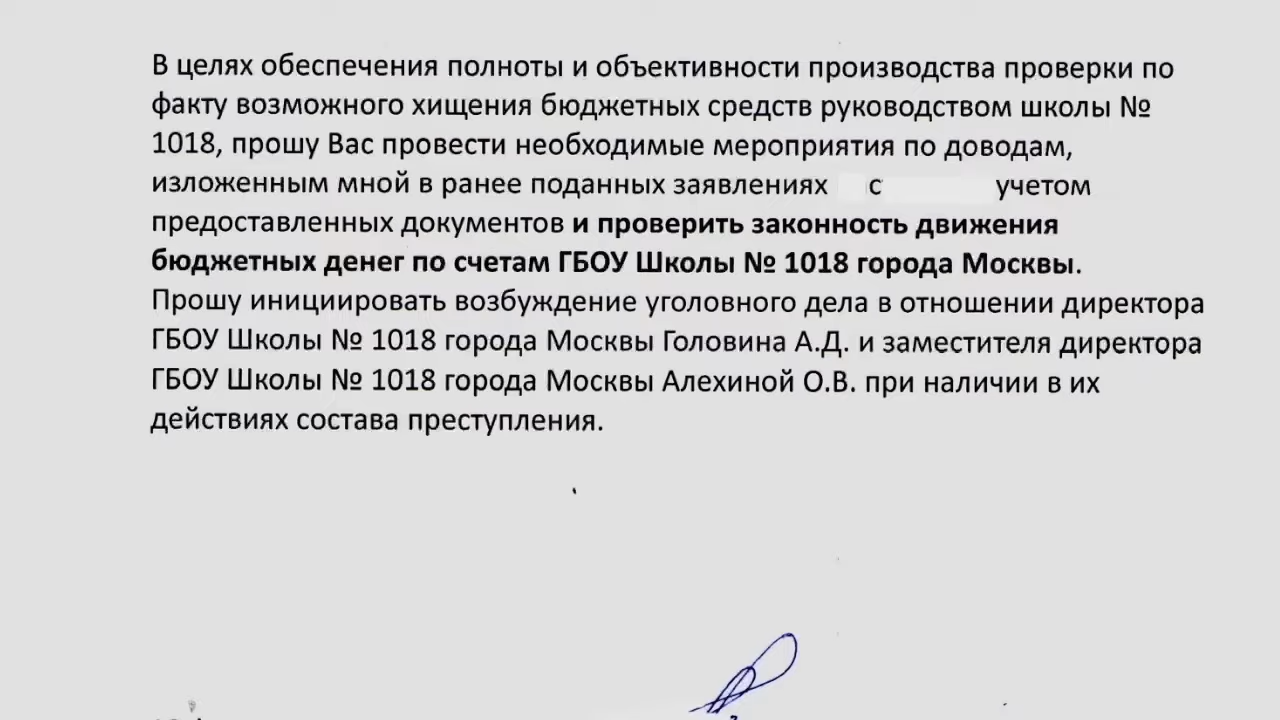 В целях обеспечения полноты и объективности производства проверки по
факту возможного хищения бюджетных средств руководством школы №
1018, прошу Вас провести необходимые мероприятия по доводам,
изложенным мной в ранее поданных заявлениях с учетом
предоставленных документов и проверить законность движения
бюджетных денег по счетам ГБОУ Школы № 1018 города Москвы.
Прошу инициировать возбуждение уголовного дела в отношении директора
ГБОУ Школы № 1018 города Москвы Головина А.Д. и заместителя директора
ГБОУ Школы № 1018 города Москвы Алехиной О.В. при наличии в их
действиях состава преступления.